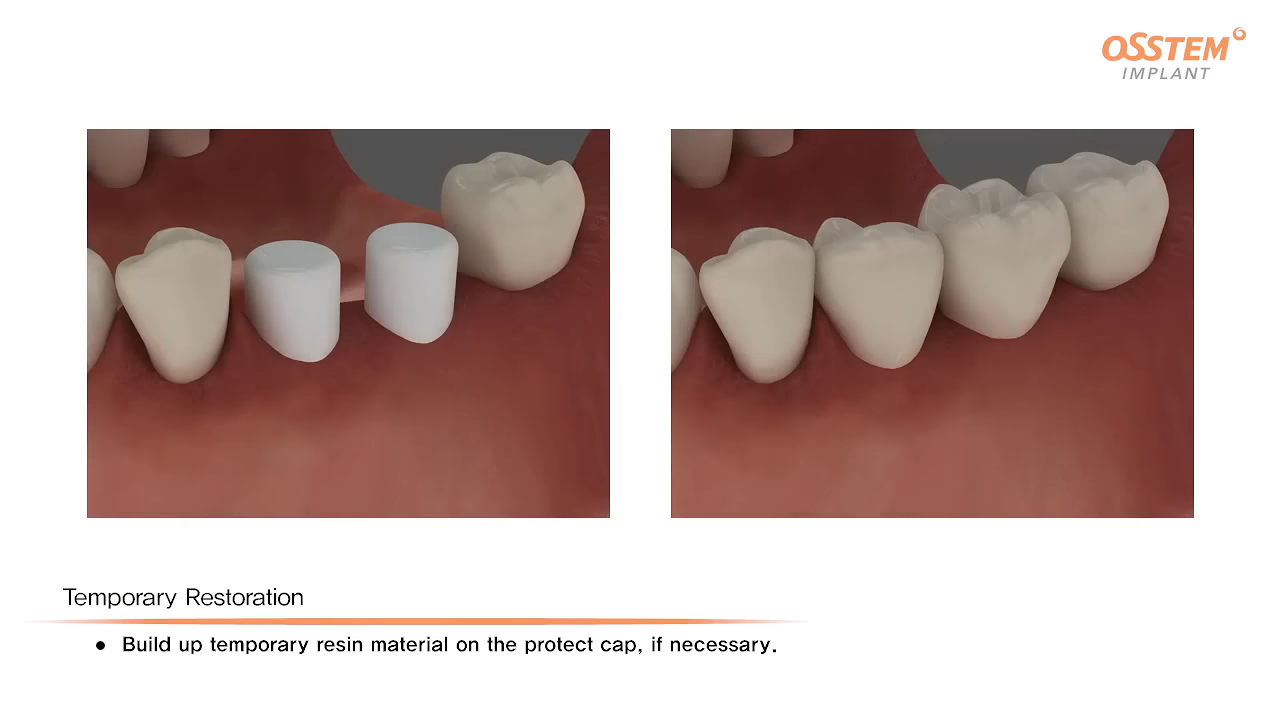 OSSTEM
IMPLANT
Temporary Restoration
● Build up temporary resin material on the protect cap, if necessary.